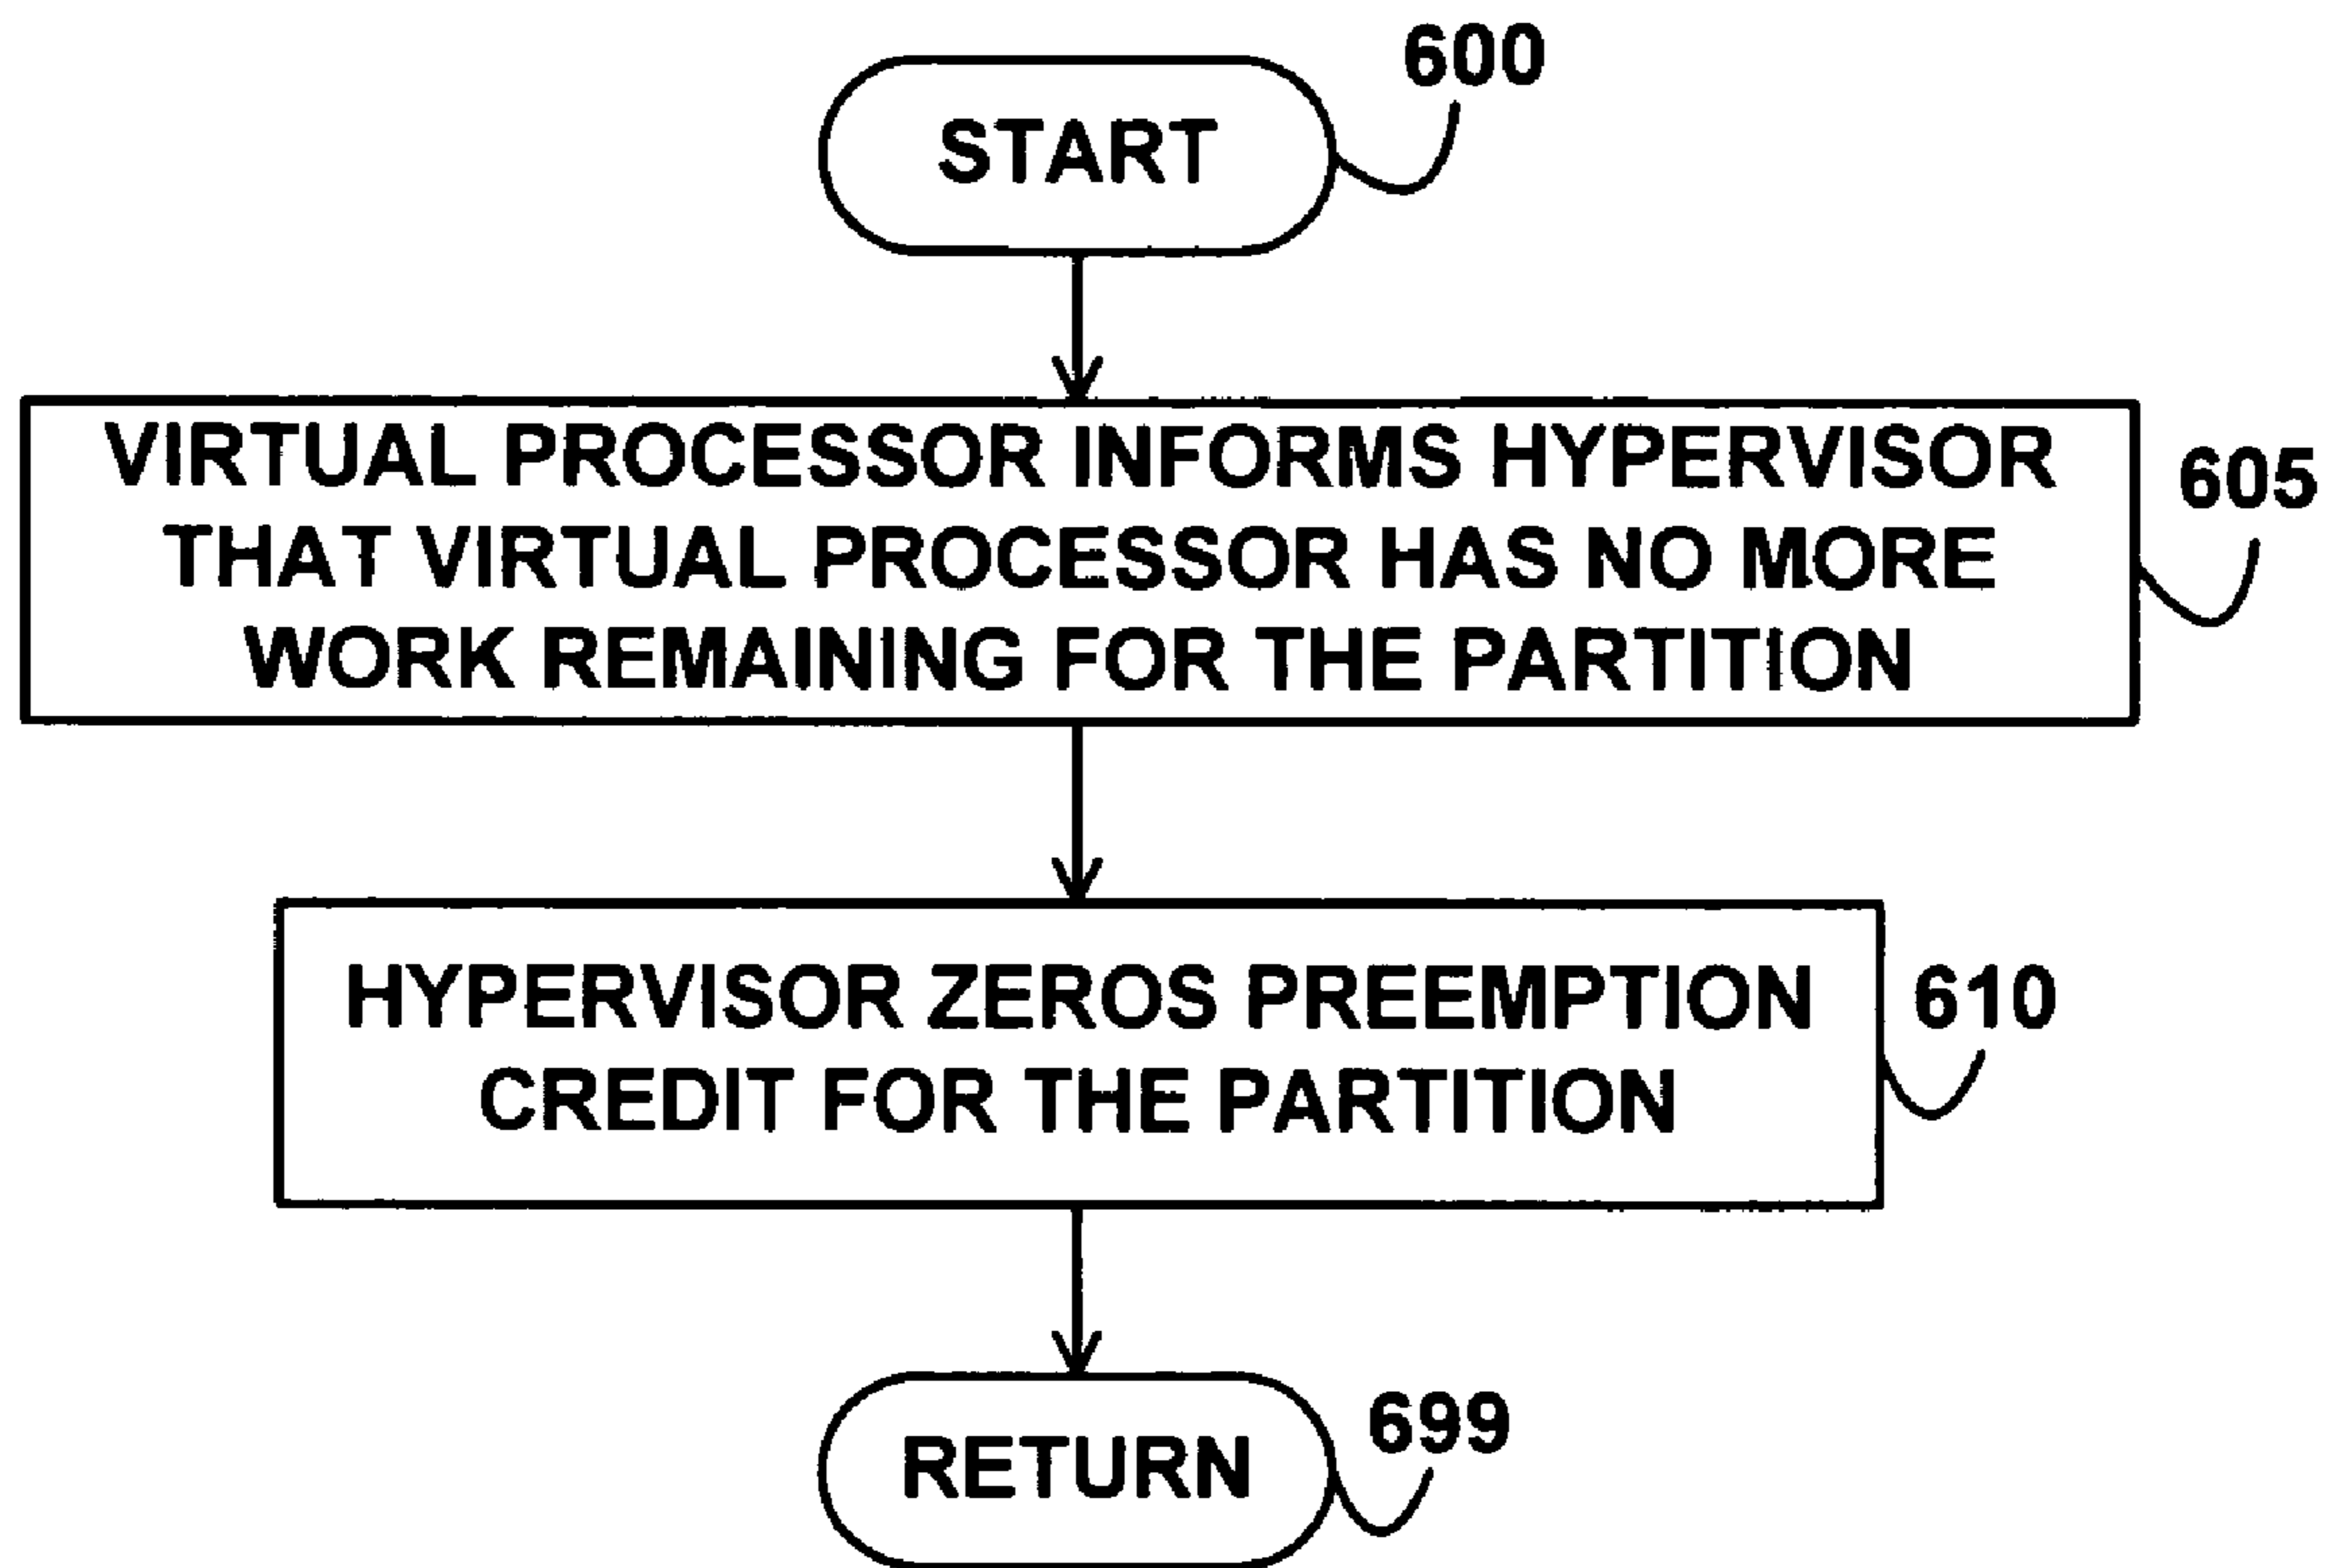 600
START
VIRTUAL PROCESSOR INFORMS HYPERVISOR
THAT VIRTUAL PROCESSOR HAS NO MORE
WORK REMAINING FOR THE PARTITION
605
HYPERVISOR ZEROS PREEMPTION
CREDIT FOR THE PARTITION
610
RETURN
699